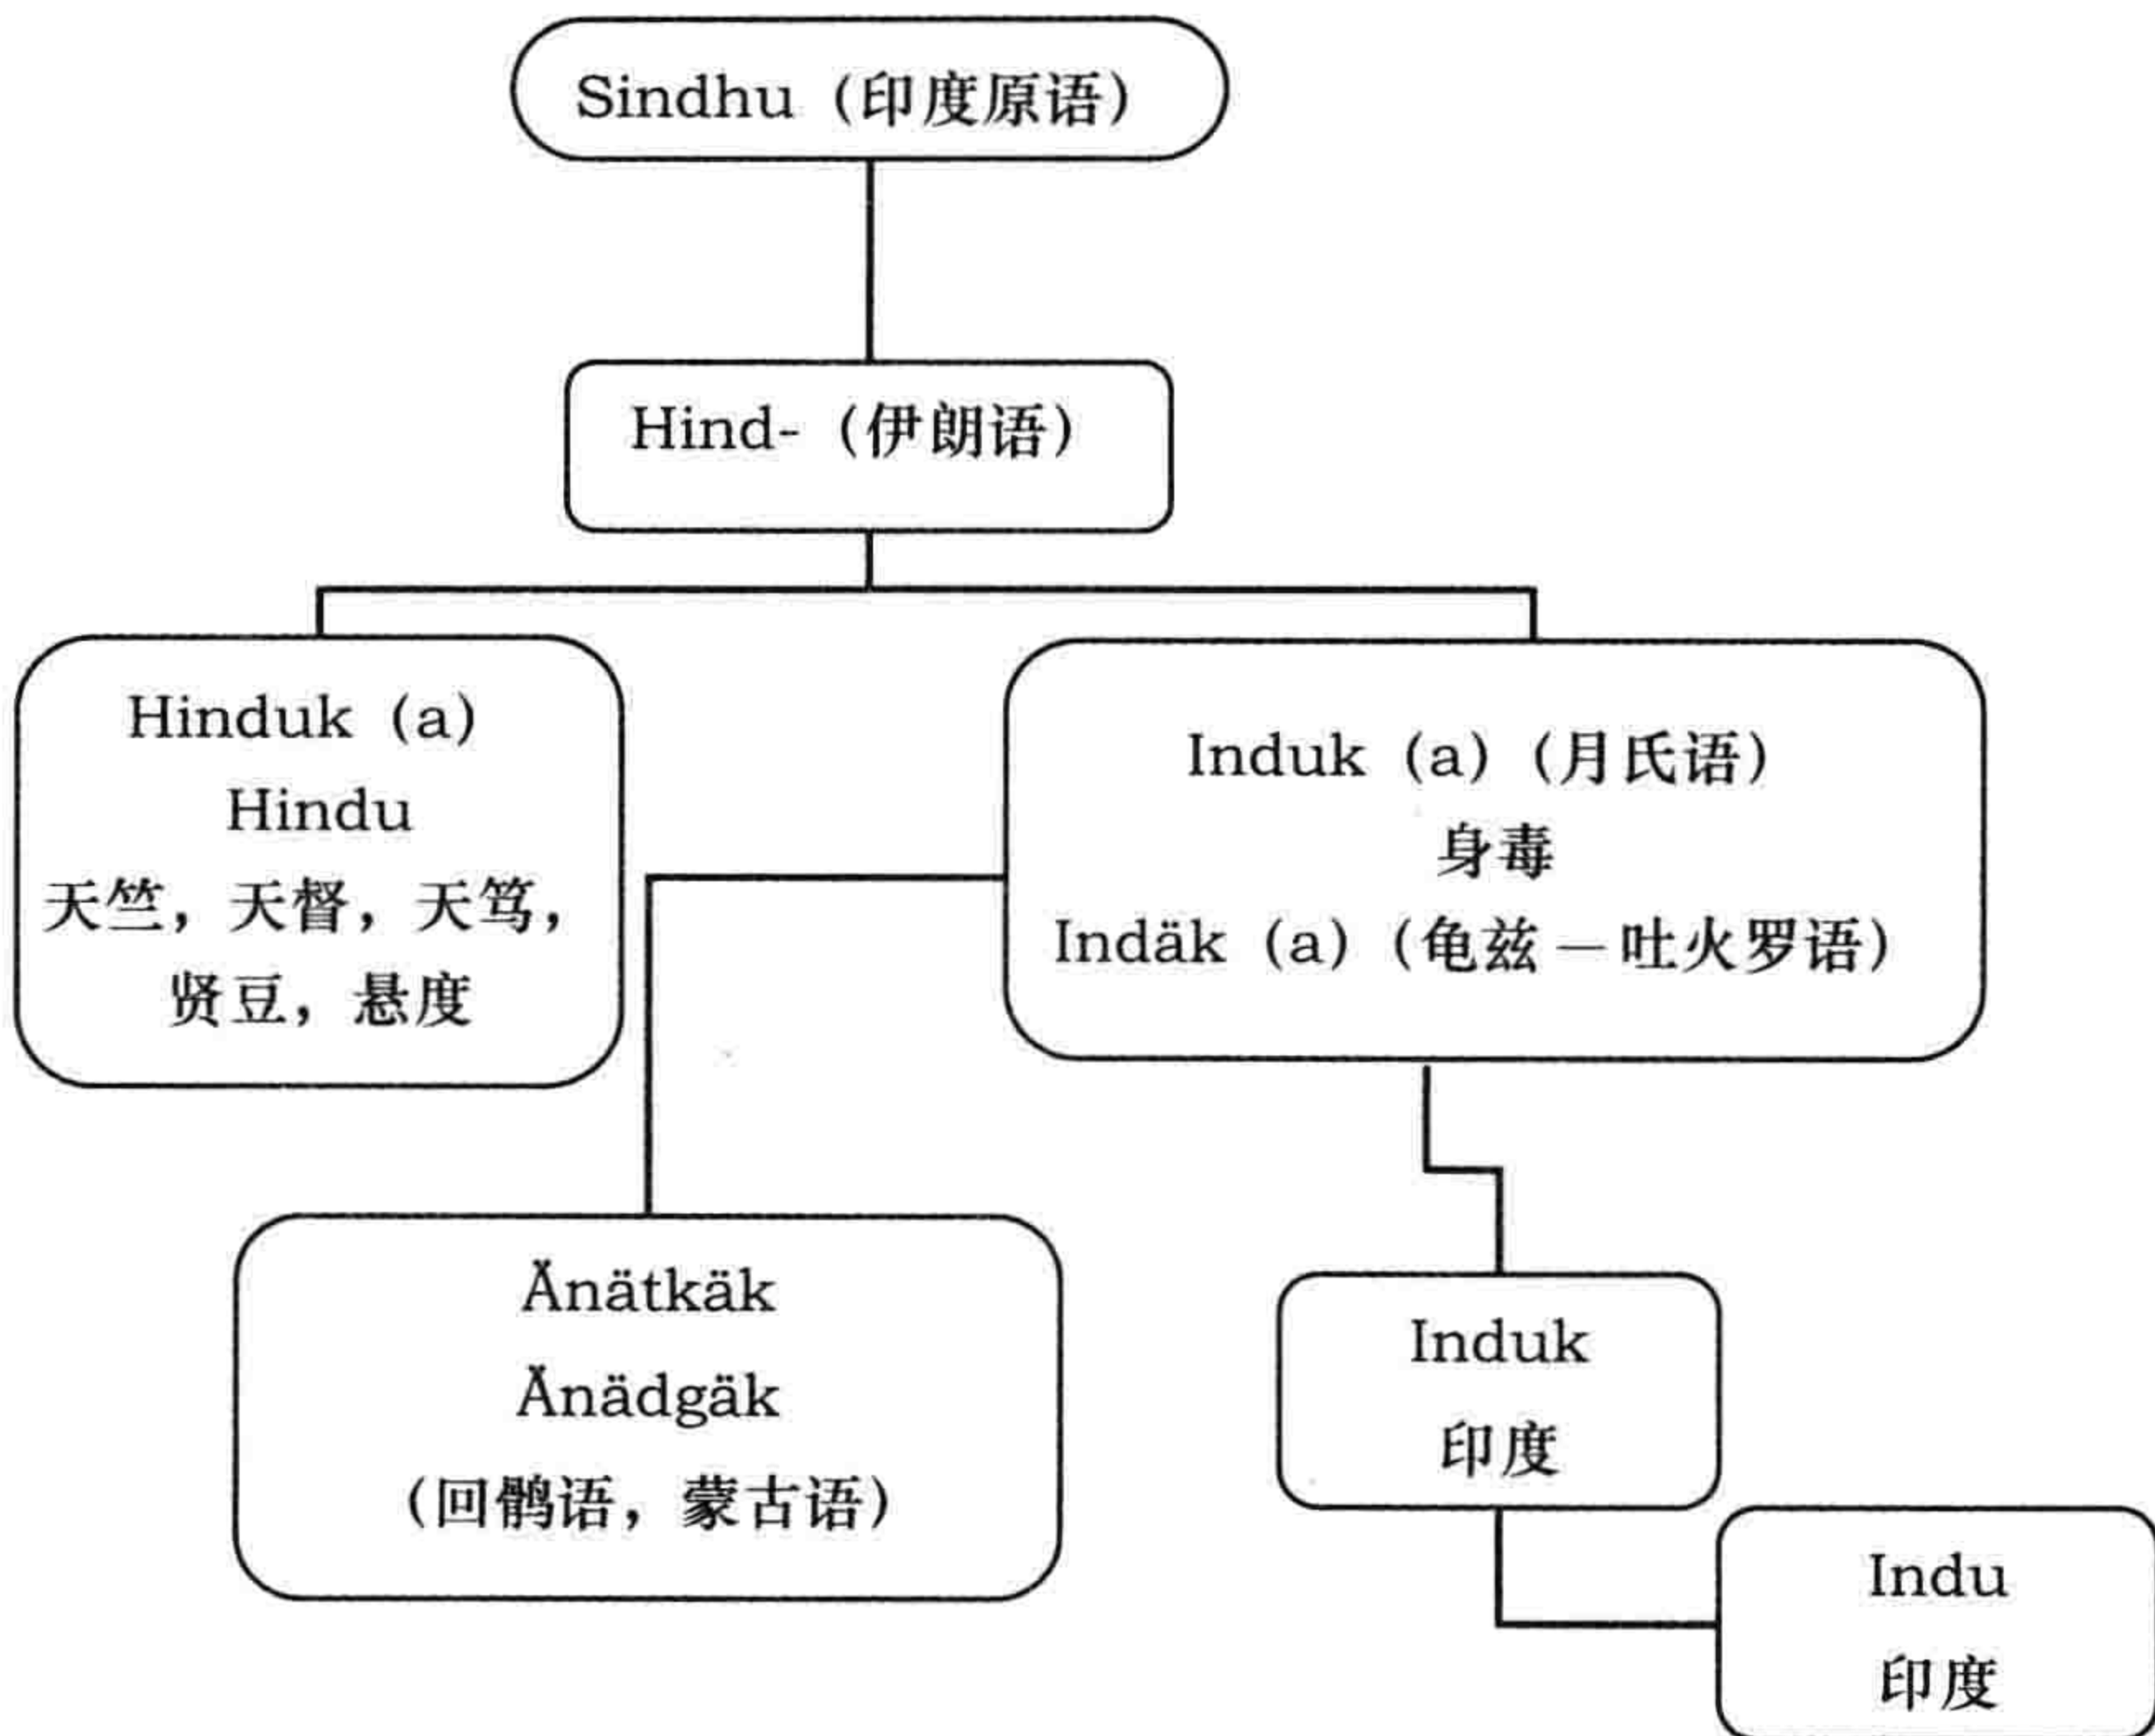 Sindhu（印度原语）
Hind-（伊朗语）
Hinduk（a）
Hindu
天竺，天督，天笃，
贤豆，悬度
Induk（a）（月氏语）
身毒
Indäk（a）（龟兹－吐火罗语）
Änätkäk
Änädgäk
（回鹘语，蒙古语）
Induk
印度
Indu
印度